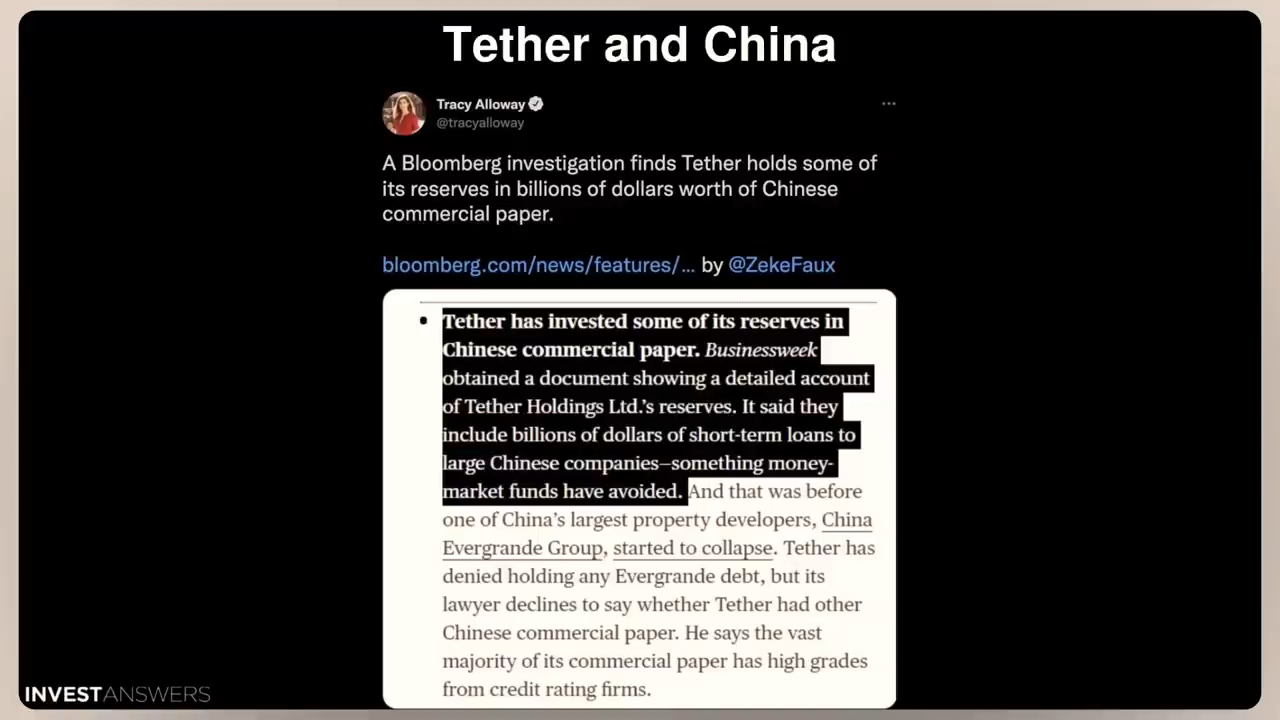 Tether and China
Tracy Alloway
@tracyalloway
...
A Bloomberg investigation finds Tether holds some of
its reserves in billions of dollars worth of Chinese
commercial paper.
bloomberg.com/news/features/... by @ZekeFaux
• Tether has invested some of its reserves in
Chinese commercial paper. Businessweek
obtained a document showing a detailed account
of Tether Holdings Ltd.’s reserves. It said they
include billions of dollars of short-term loans to
large Chinese companies—something money-
market funds have avoided. And that was before
one of China’s largest property developers, China
Evergrande Group, started to collapse. Tether has
denied holding any Evergrande debt, but its
lawyer declines to say whether Tether had other
Chinese commercial paper. He says the vast
majority of its commercial paper has high grades
from credit rating firms.
INVESTANSWERS